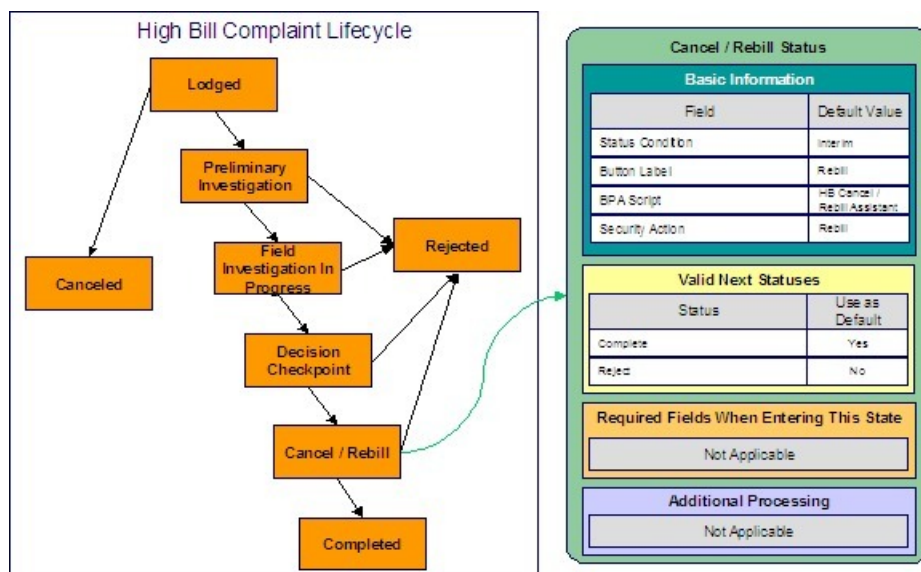 High Bill Complaint Lifecycle
Lodged
Preliminary
Investigation
Field
Investigation In
Progress
Rejected
Canceled
Decision
Checkpoint
Cancel / Rebill
Completed
Cancel / Rebill Status
Basic Information
Field Default Value
Status Condition Interim
Button Label Rebill
BPA Script HB Cancel /
Rebill Assistant
Security Action Rebill
Valid Next Statuses
Status Use as
Default
Complete Yes
Reject No
Required Fields When Entering This State
Not Applicable
Additional Processing
Not Applicable